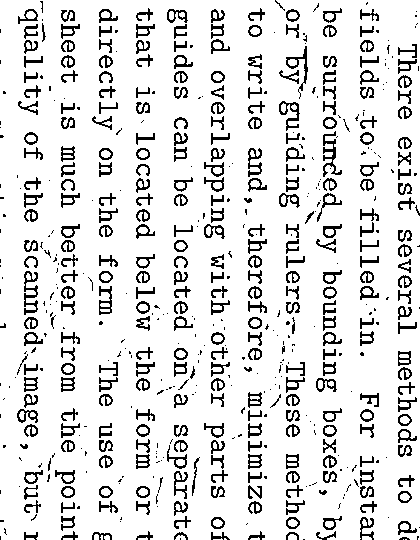 There exist several methods to de
fields to be filled in. For instan
be surrounded by bounding boxes, by
or by guiding rulers. These method
to write and, therefore, minimize t
and overlapping with other parts of
guides can be located on a separate
that is located below the form or t
directly on the form. The use of g
sheet is much better from the point
quality of the scanned image, but r